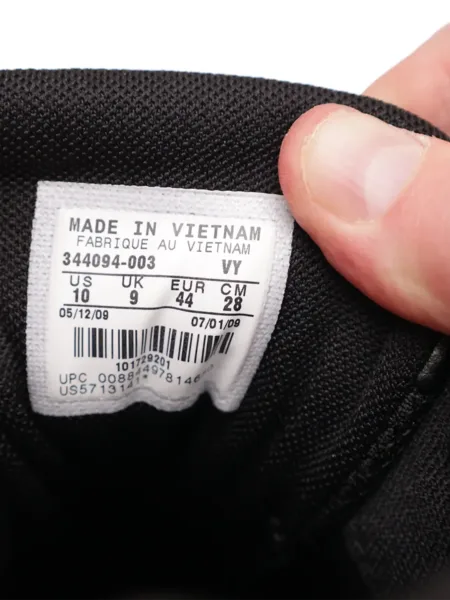 MADE IN VIETNAM
FABRIQUE AU VIETNAM
344094-003 VY
US UK EUR CM
10 9 44 28
05/12/09 07/01/09
101729201
UPC